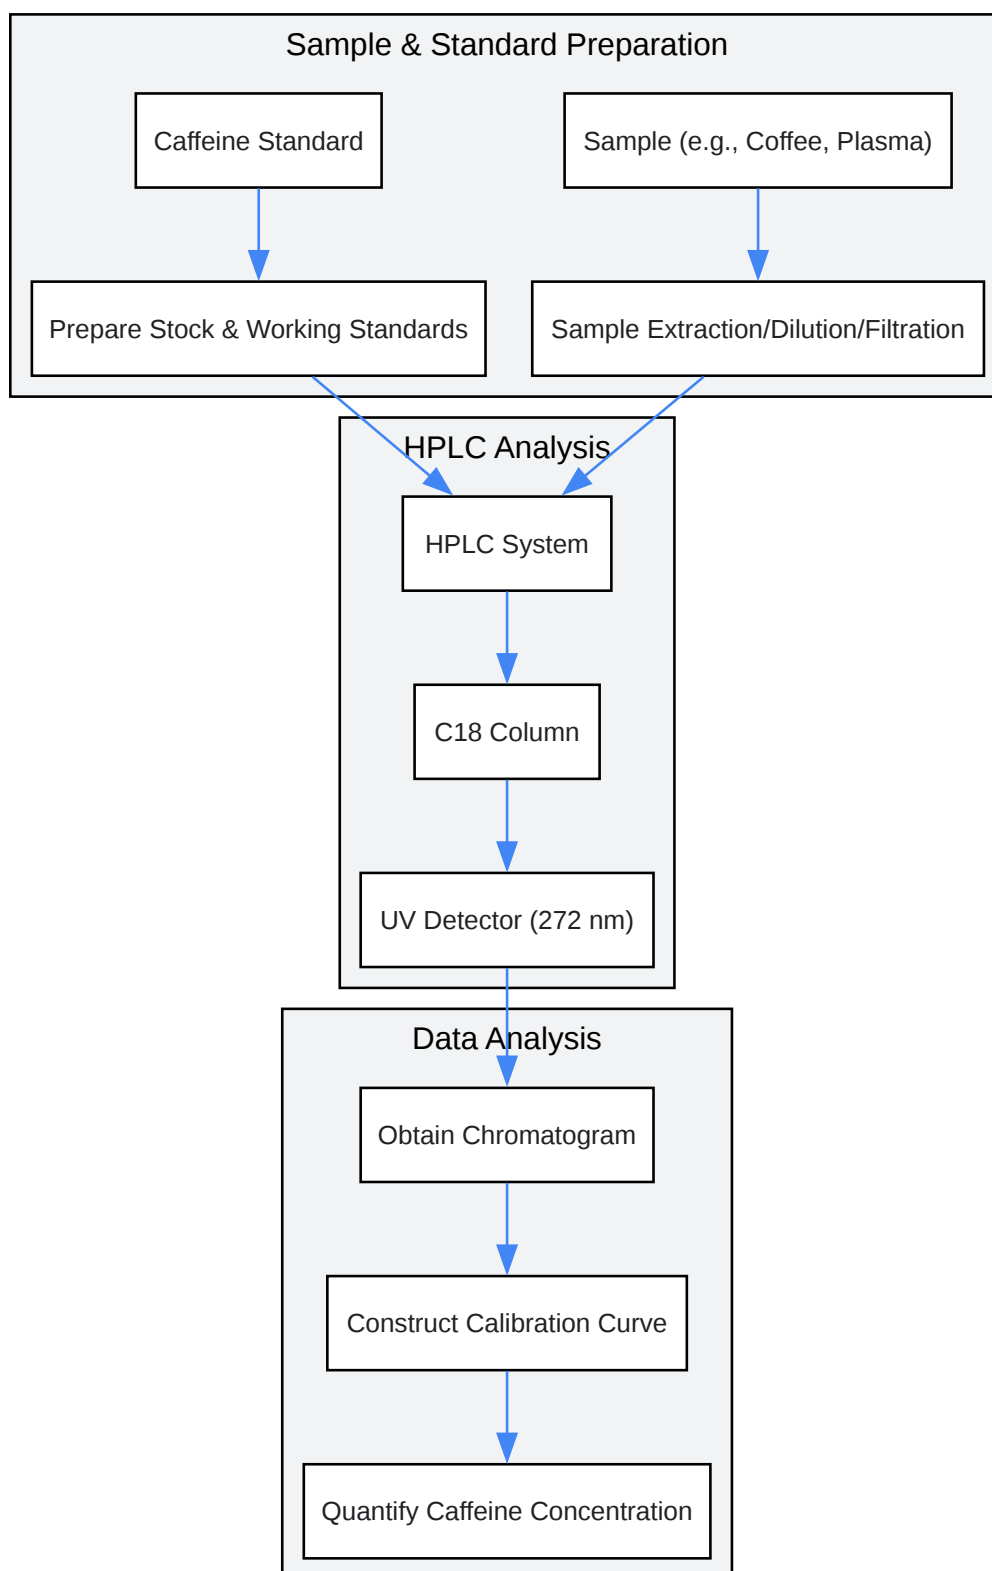 Sample & Standard Preparation
Caffeine Standard
Sample (e.g., Coffee, Plasma)
Prepare Stock & Working Standards
Sample Extraction/Dilution/Filtration
HPLC Analysis
HPLC System
C18 Column
UV Detector (272 nm)
Data Analysis
Obtain Chromatogram
Construct Calibration Curve
Quantify Caffeine Concentration